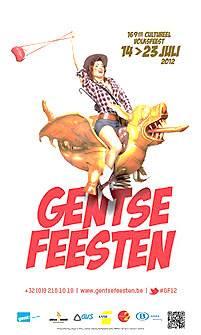 169STE CULTUREEL
VOLKSFEEST
14 > 23 JULI
2012
GENTSE
FEESTEN
+32 (0)9 210 10 10 | www.gentsefeesten.be | #GF12